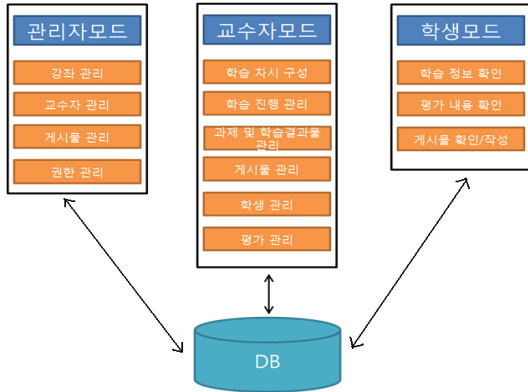 관리자모드
강좌 관리
교수자 관리
게시물 관리
권한 관리
교수자모드
학습 차시 구성
학습 진행 관리
과제 및 학습결과물
관리
게시물 관리
학생 관리
평가 관리
학생모드
학습 정보 확인
평가 내용 확인
게시물 확인/작성
DB